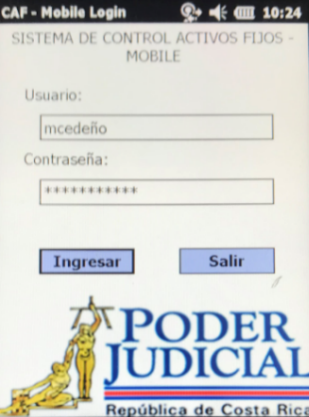 CAF - Mobile Login 10:24
SISTEMA DE CONTROL ACTIVOS FIJOS -
MOBILE
Usuario:
mcedeño
Contraseña:
***********
Ingresar Salir
PODER
JUDICIAL
República de Costa Rica